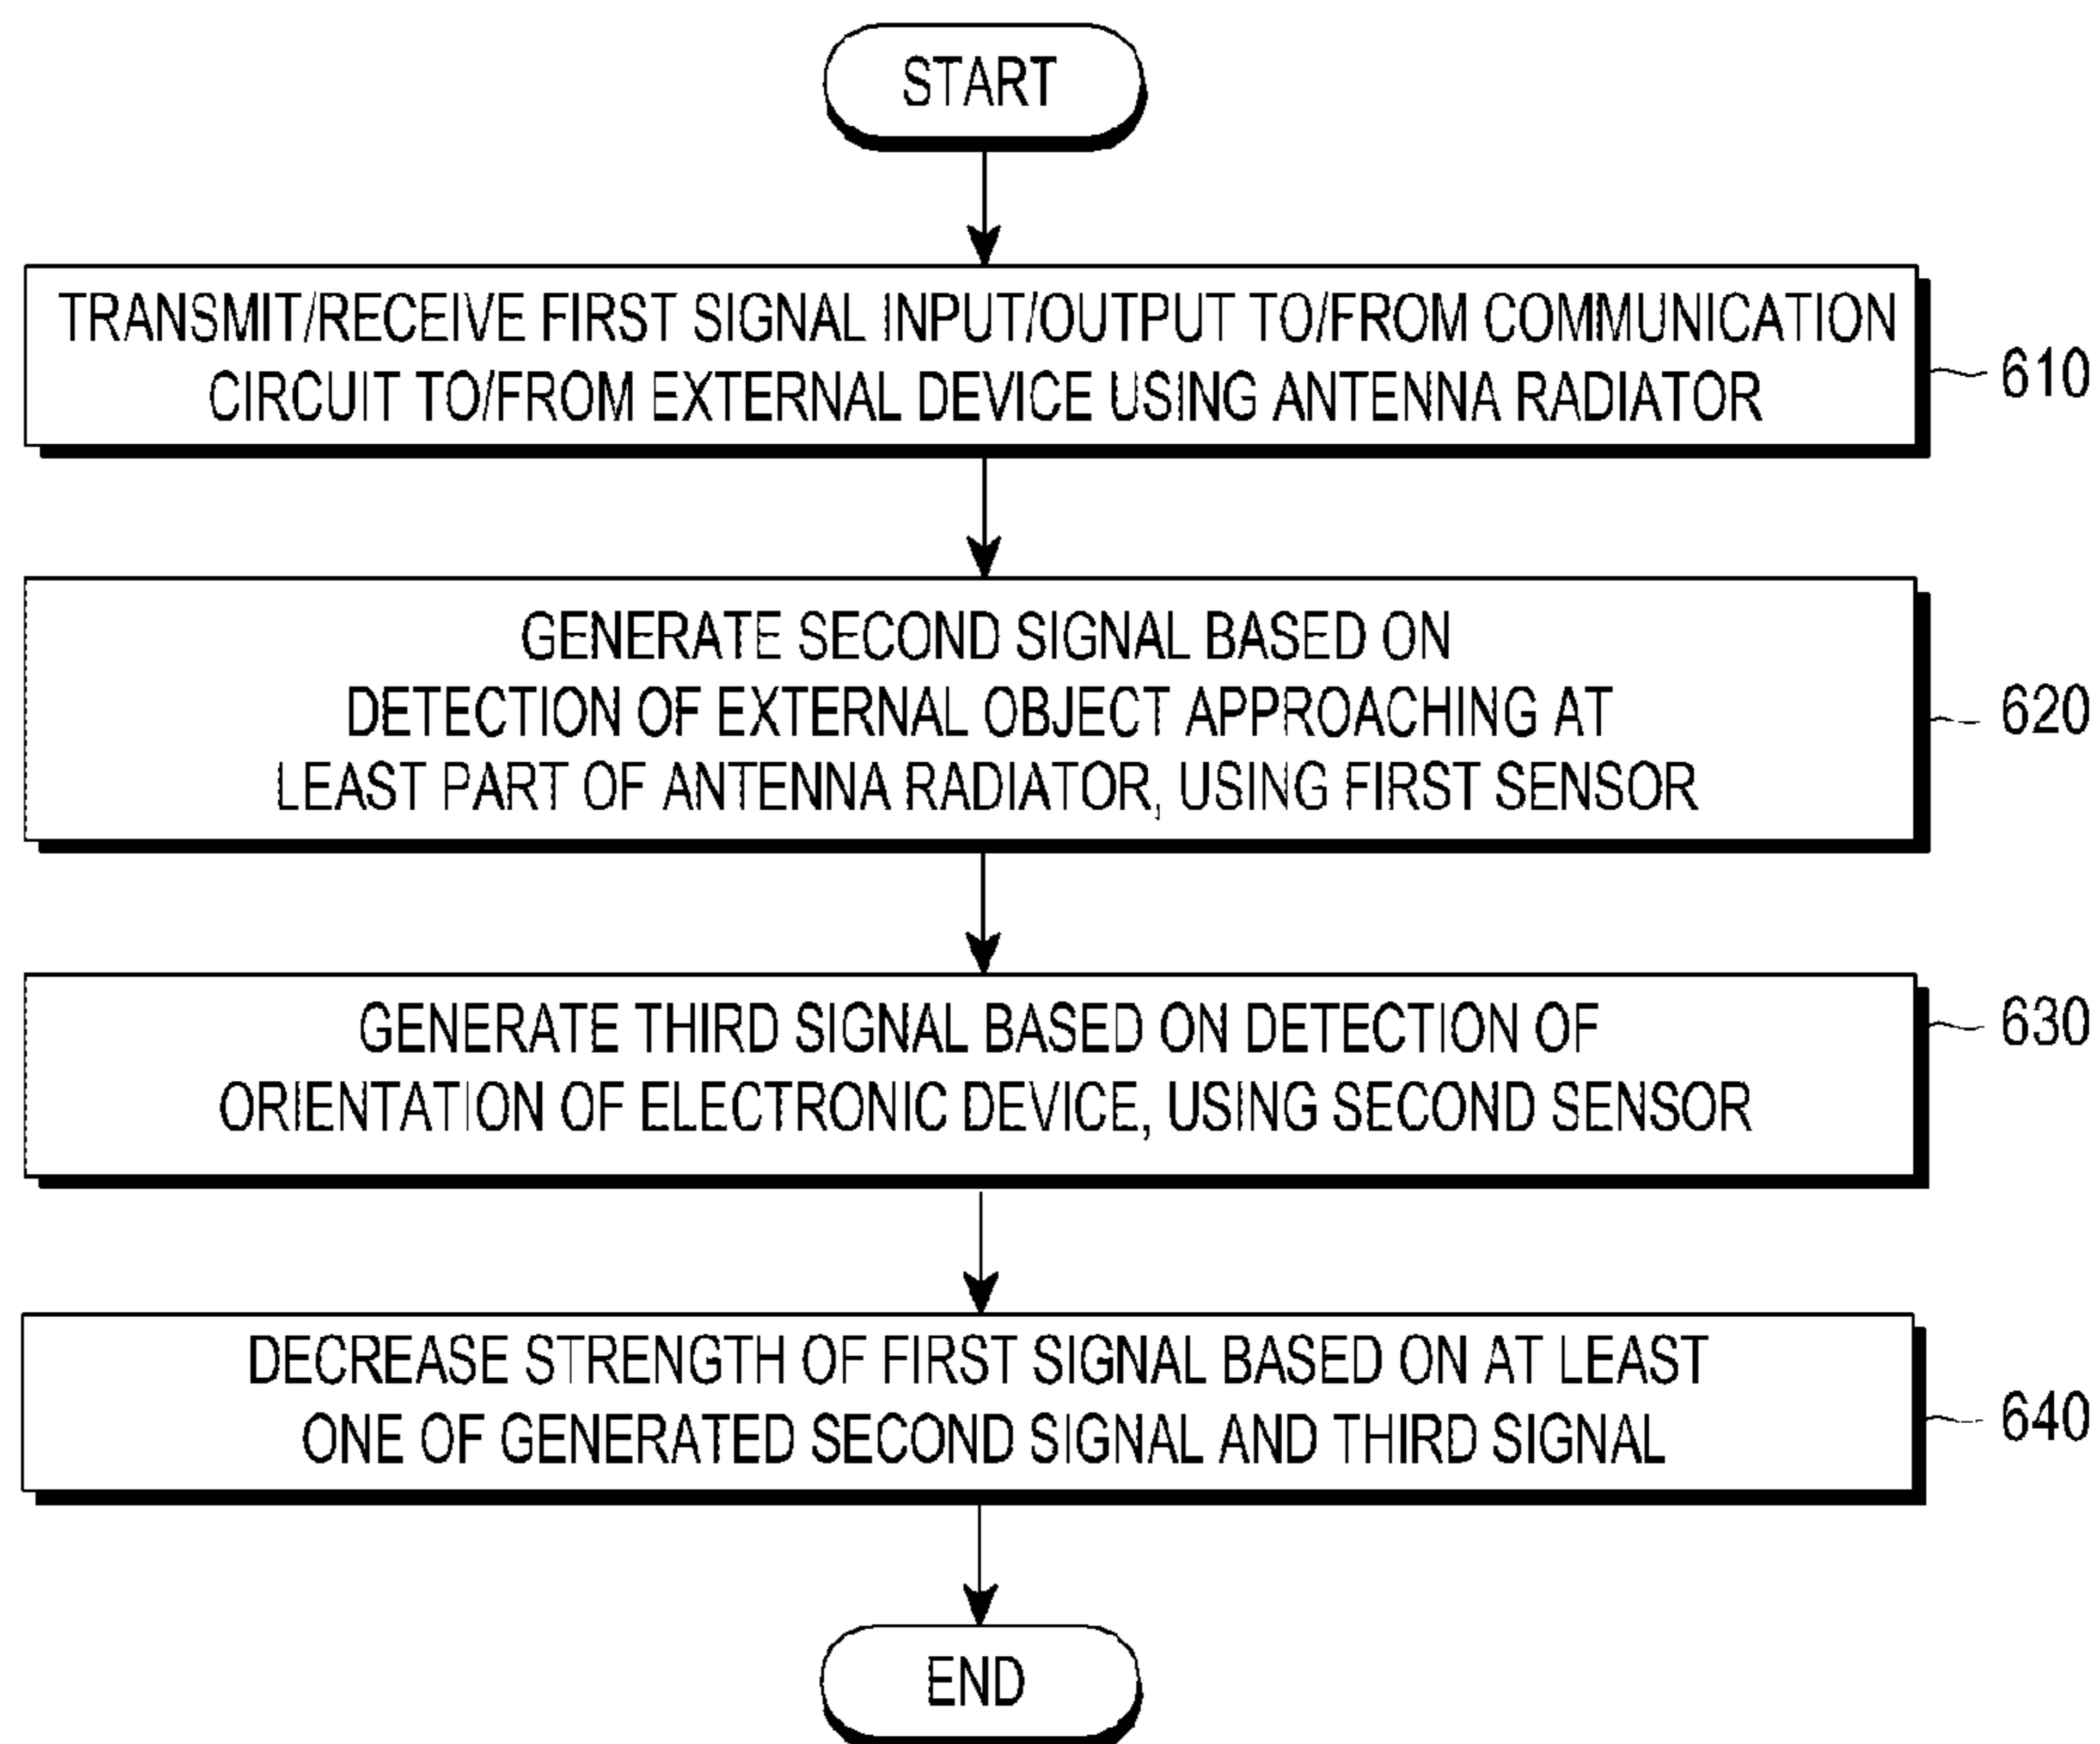 START
TRANSMIT/RECEIVE FIRST SIGNAL INPUT/OUTPUT TO/FROM COMMUNICATION
CIRCUIT TO/FROM EXTERNAL DEVICE USING ANTENNA RADIATOR
610
GENERATE SECOND SIGNAL BASED ON
DETECTION OF EXTERNAL OBJECT APPROACHING AT
LEAST PART OF ANTENNA RADIATOR, USING FIRST SENSOR
620
GENERATE THIRD SIGNAL BASED ON DETECTION OF
ORIENTATION OF ELECTRONIC DEVICE, USING SECOND SENSOR
630
DECREASE STRENGTH OF FIRST SIGNAL BASED ON AT LEAST
ONE OF GENERATED SECOND SIGNAL AND THIRD SIGNAL
640
END